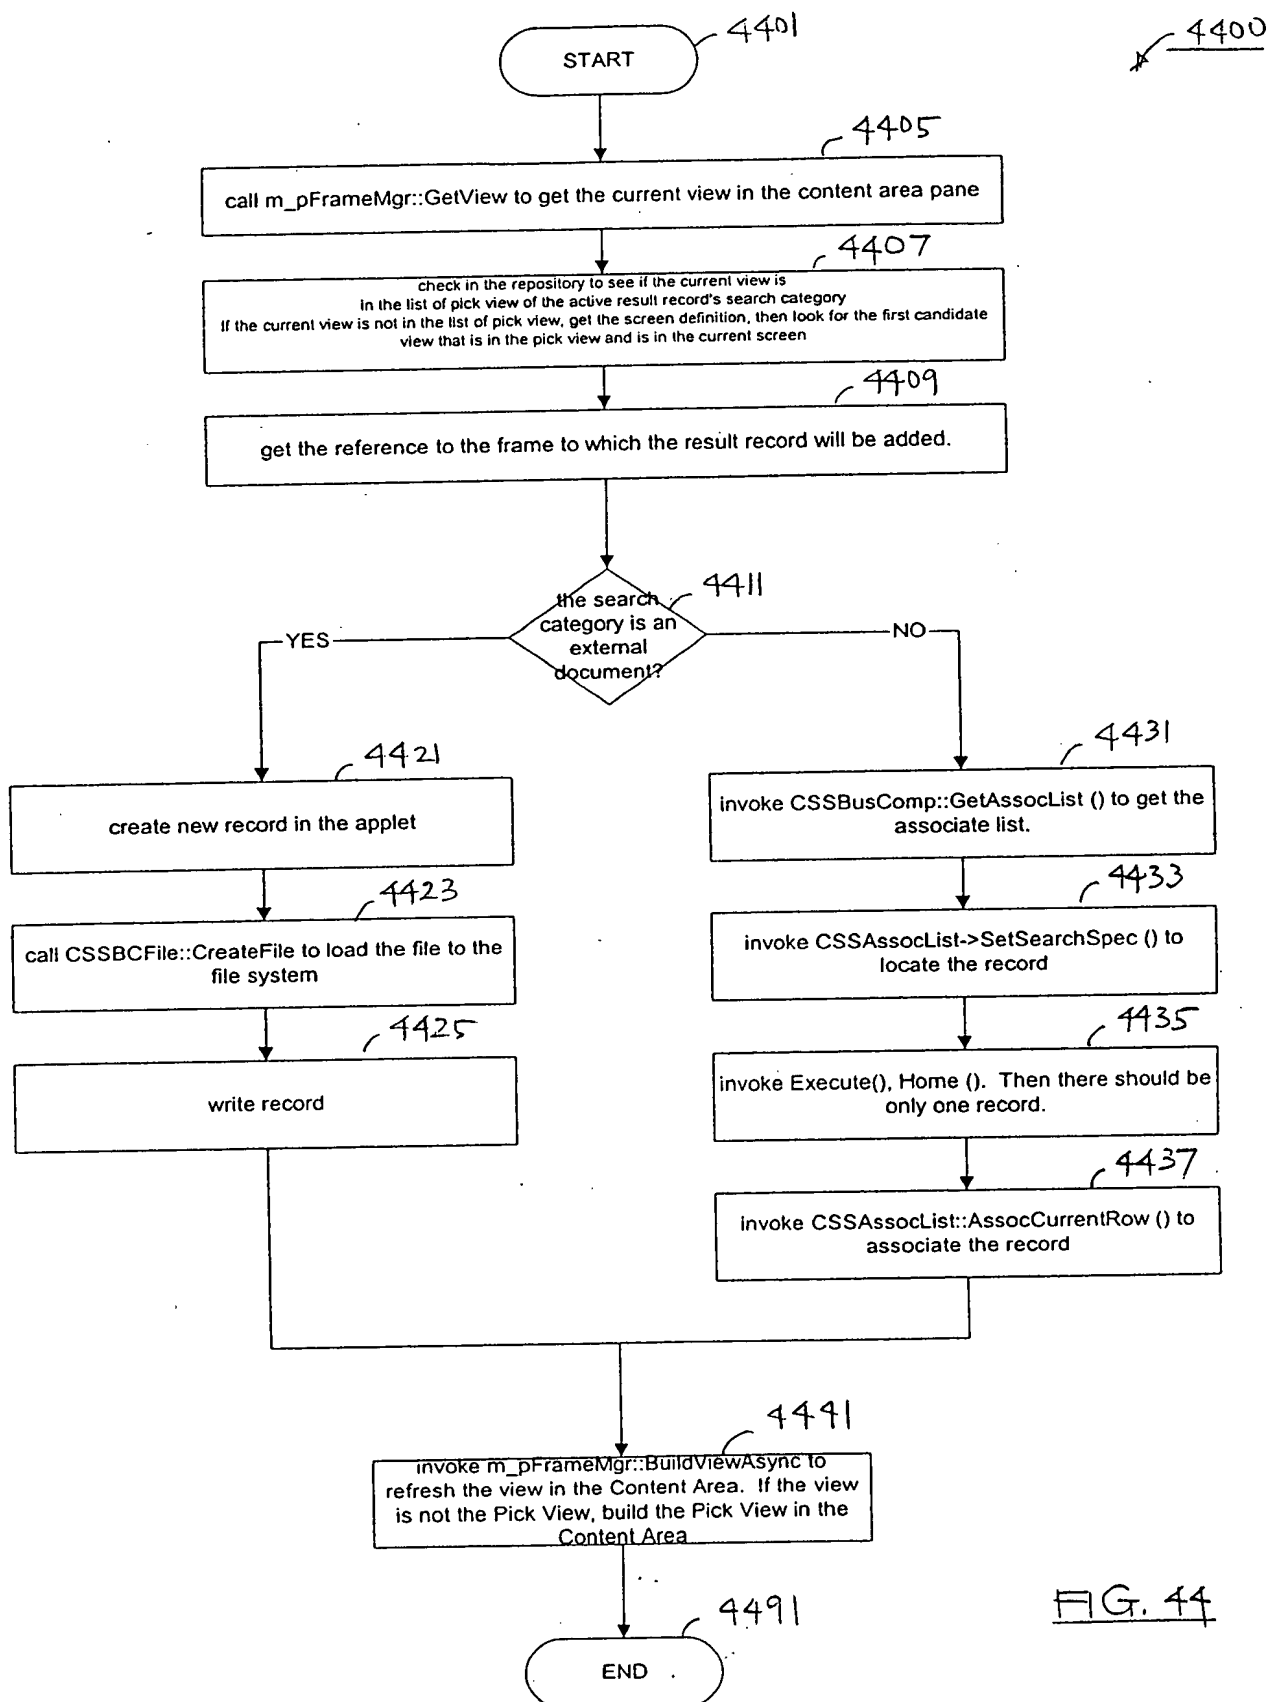 4401
4400
START
4405
call m_pFrameMgr::GetView to get the current view in the content area pane
4407
check in the repository to see if the current view is
in the list of pick view of the active result record's search category
If the current view is not in the list of pick view, get the screen definition, then look for the first candidate
view that is in the pick view and is in the current screen
4409
get the reference to the frame to which the result record will be added.
4411
the search
category is an
external
document?
YES
NO
4421
create new record in the applet
4423
call CSSBCFile::CreateFile to load the file to the
file system
4425
write record
4431
invoke CSSBusComp::GetAssocList () to get the
associate list.
4433
invoke CSSAssocList->SetSearchSpec () to
locate the record
4435
invoke Execute(), Home (). Then there should be
only one record.
4437
invoke CSSAssocList::AssocCurrentRow () to
associate the record
4441
invoke m_pFrameMgr::BuildViewAsync to
refresh the view in the Content Area. If the view
is not the Pick View, build the Pick View in the
Content Area
4491
END
FIG. 44